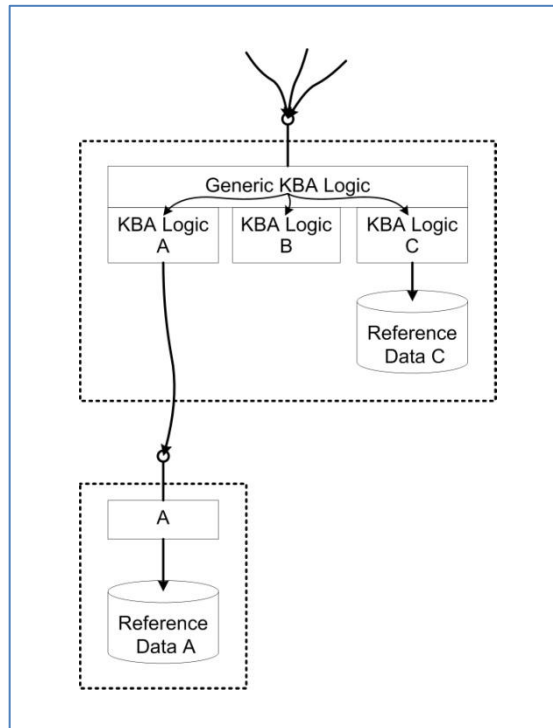 Generic KBA Logic
KBA Logic
A
KBA Logic
B
KBA Logic
C
Reference
Data C
A
Reference
Data A